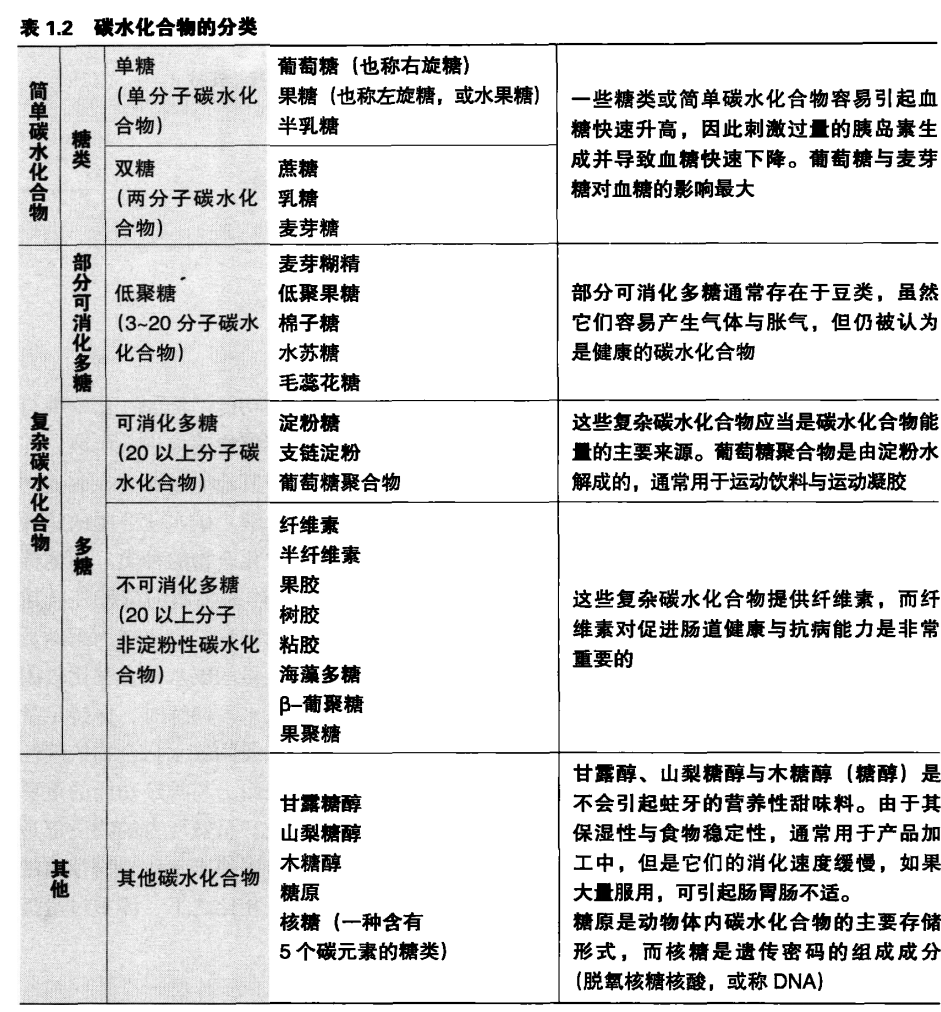 表 1.2 碳水化合物的分类
简单碳水化合物
糖类
单糖
(单分子碳水化
合物)
葡萄糖（也称右旋糖）
果糖（也称左旋糖，或水果糖）
半乳糖
双糖
(两分子碳水化
合物)
蔗糖
乳糖
麦芽糖
一些糖类或简单碳水化合物容易引起血
糖快速升高，因此刺激过量的胰岛素生
成并导致血糖快速下降。葡萄糖与麦芽
糖对血糖的影响最大
复杂碳水化合物
部分可消化多糖
低聚糖
(3~20 分子碳水
化合物)
麦芽糊精
低聚果糖
棉子糖
水苏糖
毛蕊花糖
部分可消化多糖通常存在于豆类，虽然
它们容易产生气体与胀气，但仍被认为
是健康的碳水化合物
多糖
可消化多糖
(20 以上分子碳
水化合物)
淀粉糖
支链淀粉
葡萄糖聚合物
这些复杂碳水化合物应当是碳水化合物能
量的主要来源。葡萄糖聚合物是由淀粉水
解成的，通常用于运动饮料与运动凝胶
不可消化多糖
(20 以上分子
非淀粉性碳水化
合物)
纤维素
半纤维素
果胶
树胶
粘胶
海藻多糖
β–葡聚糖
果聚糖
这些复杂碳水化合物提供纤维素，而纤
维素对促进肠道健康与抗病能力是非常
重要的
其他
其他碳水化合物
甘露糖醇
山梨糖醇
木糖醇
糖原
核糖（一种含有
5 个碳元素的糖类）
甘露醇、山梨糖醇与木糖醇（糖醇）是
不会引起蛀牙的营养性甜味料。由于其
保湿性与食物稳定性，通常用于产品加
工中，但是它们的消化速度缓慢，如果
大量服用，可引起肠胃肠不适。
糖原是动物体内碳水化合物的主要存储
形式，而核糖是遗传密码的组成成分
(脱氧核糖核酸，或称 DNA)